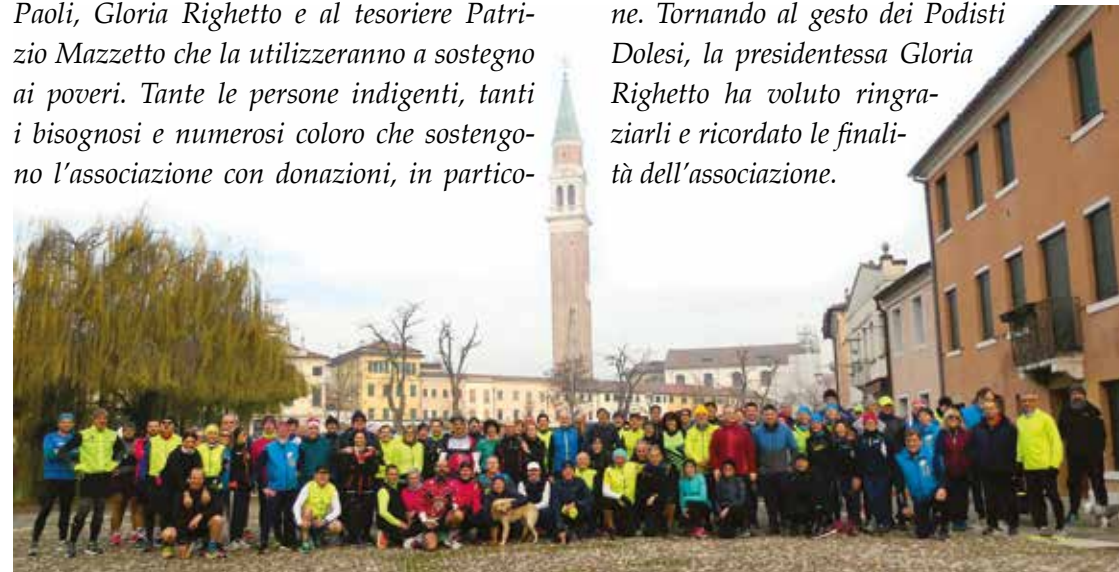 Paoli, Gloria Righetto e al tesoriere Patri-
zio Mazzetto che la utilizzeranno a sostegno
ai poveri. Tante le persone indigenti, tanti
i bisognosi e numerosi coloro che sostengo-
no l'associazione con donazioni, in partico-
ne. Tornando al gesto dei Podisti
Dolesi, la presidentessa Gloria
Righetto ha voluto ringra-
ziarli e ricordato le finali-
tà dell'associazione.